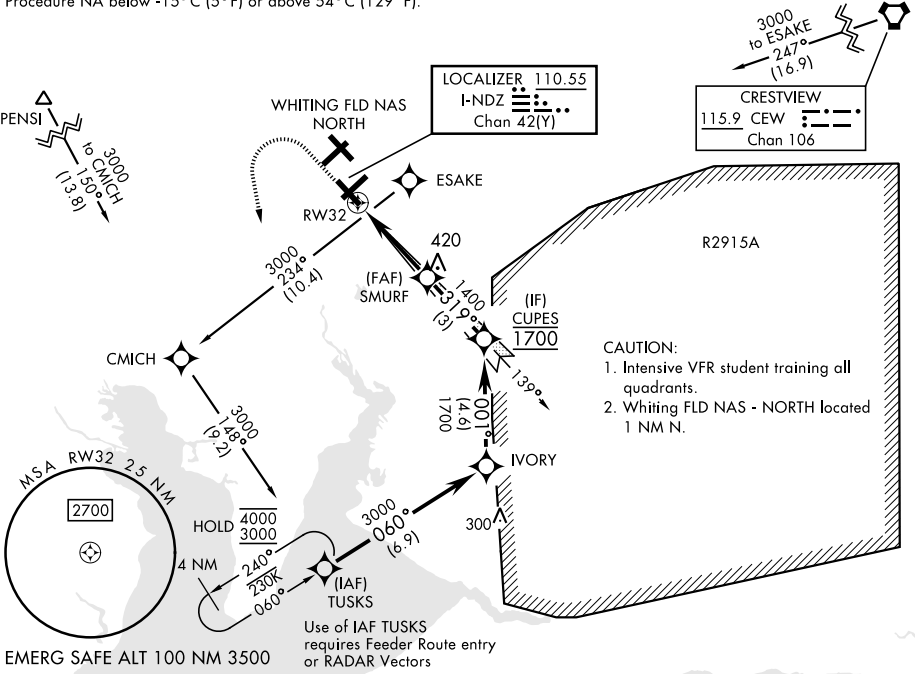 Procedure NA below -15°C (5°F) or above 54°C (129°F).
3000
to ESAKE
247°
(16.9)
LOCALIZER 110.55
I-NDZ
Chan 42(Y)
CRESTVIEW
115.9 CEW
Chan 106
PENSI
3000
to CMICH
150°
(13.8)
WHITING FLD NAS
NORTH
ESAKE
RW32
R2915A
420
3000
234°
(10.4)
(FAF)
SMURF
1400
319°
(3)
(IF)
CUPES
1700
CMICH
139°
CAUTION:
1. Intensive VFR student training all
quadrants.
2. Whiting FLD NAS - NORTH located
1 NM N.
3000
148°
(9.2)
001°
(4.6)
1700
IVORY
MSA RW32 25 NM
2700
HOLD 4000
3000
3000
060°
(6.9)
300
4 NM
240°
230K
060°
(IAF)
TUSKS
Use of IAF TUSKS
requires Feeder Route entry
or RADAR Vectors
EMERG SAFE ALT 100 NM 3500